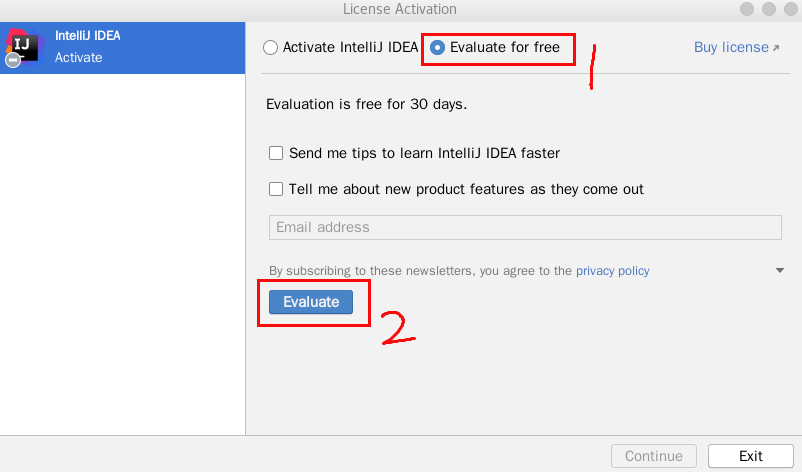 License Activation
IntelliJ IDEA
Activate
IJ
Activate IntelliJ IDEA Evaluate for free Buy license
1
Evaluation is free for 30 days.
Send me tips to learn IntelliJ IDEA faster
Tell me about new product features as they come out
Email address
By subscribing to these newsletters, you agree to the privacy policy
Evaluate
2
Continue Exit